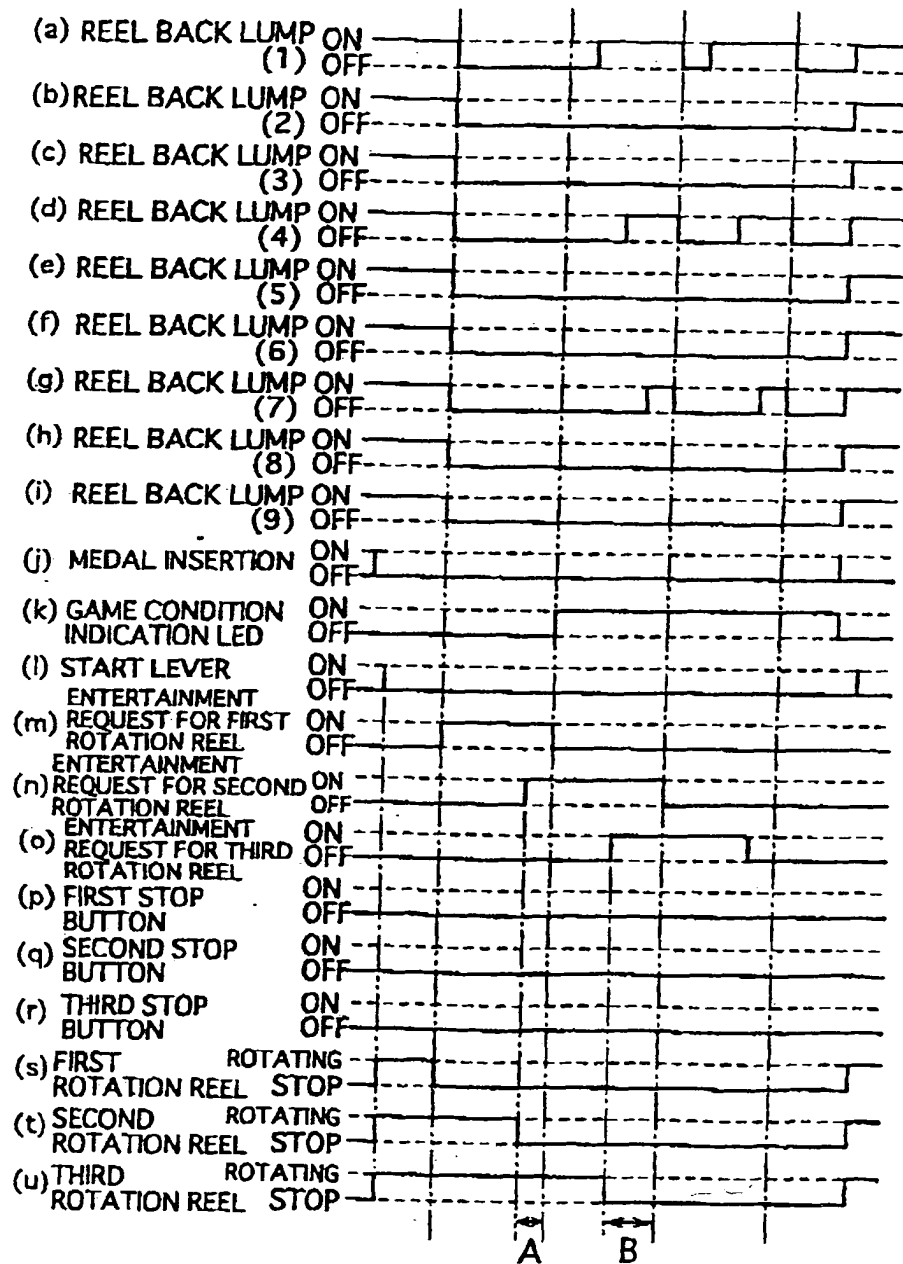 (a) REEL BACK LUMP ON
(1) OFF
(b) REEL BACK LUMP ON
(2) OFF
(c) REEL BACK LUMP ON
(3) OFF
(d) REEL BACK LUMP ON
(4) OFF
(e) REEL BACK LUMP ON
(5) OFF
(f) REEL BACK LUMP ON
(6) OFF
(g) REEL BACK LUMP ON
(7) OFF
(h) REEL BACK LUMP ON
(8) OFF
(i) REEL BACK LUMP ON
(9) OFF
(j) MEDAL INSERTION ON
OFF
(k) GAME CONDITION ON
INDICATION LED OFF
(l) START LEVER ON
OFF
ENTERTAINMENT
(m) REQUEST FOR FIRST ON
ROTATION REEL OFF
ENTERTAINMENT
(n) REQUEST FOR SECOND ON
ROTATION REEL OFF
ENTERTAINMENT ON
(o) REQUEST FOR THIRD OFF
ROTATION REEL
(p) FIRST STOP ON
BUTTON OFF
(q) SECOND STOP ON
BUTTON OFF
(r) THIRD STOP ON
BUTTON OFF
(s) FIRST ROTATING
ROTATION REEL STOP
(t) SECOND ROTATING
ROTATION REEL STOP
(u) THIRD ROTATING
ROTATION REEL STOP
A B